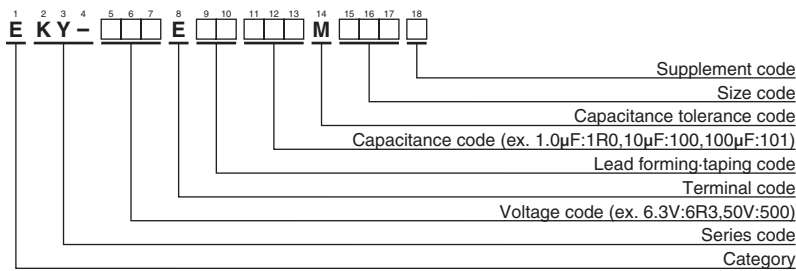 1 2 3 4 5 6 7 8 9 10 11 12 13 14 15 16 17 18
E K Y – □□□ E □□ □□□ M □□□ □
Supplement code
Size code
Capacitance tolerance code
Capacitance code (ex. 1.0μF:1R0,10μF:100,100μF:101)
Lead forming·taping code
Terminal code
Voltage code (ex. 6.3V:6R3,50V:500)
Series code
Category